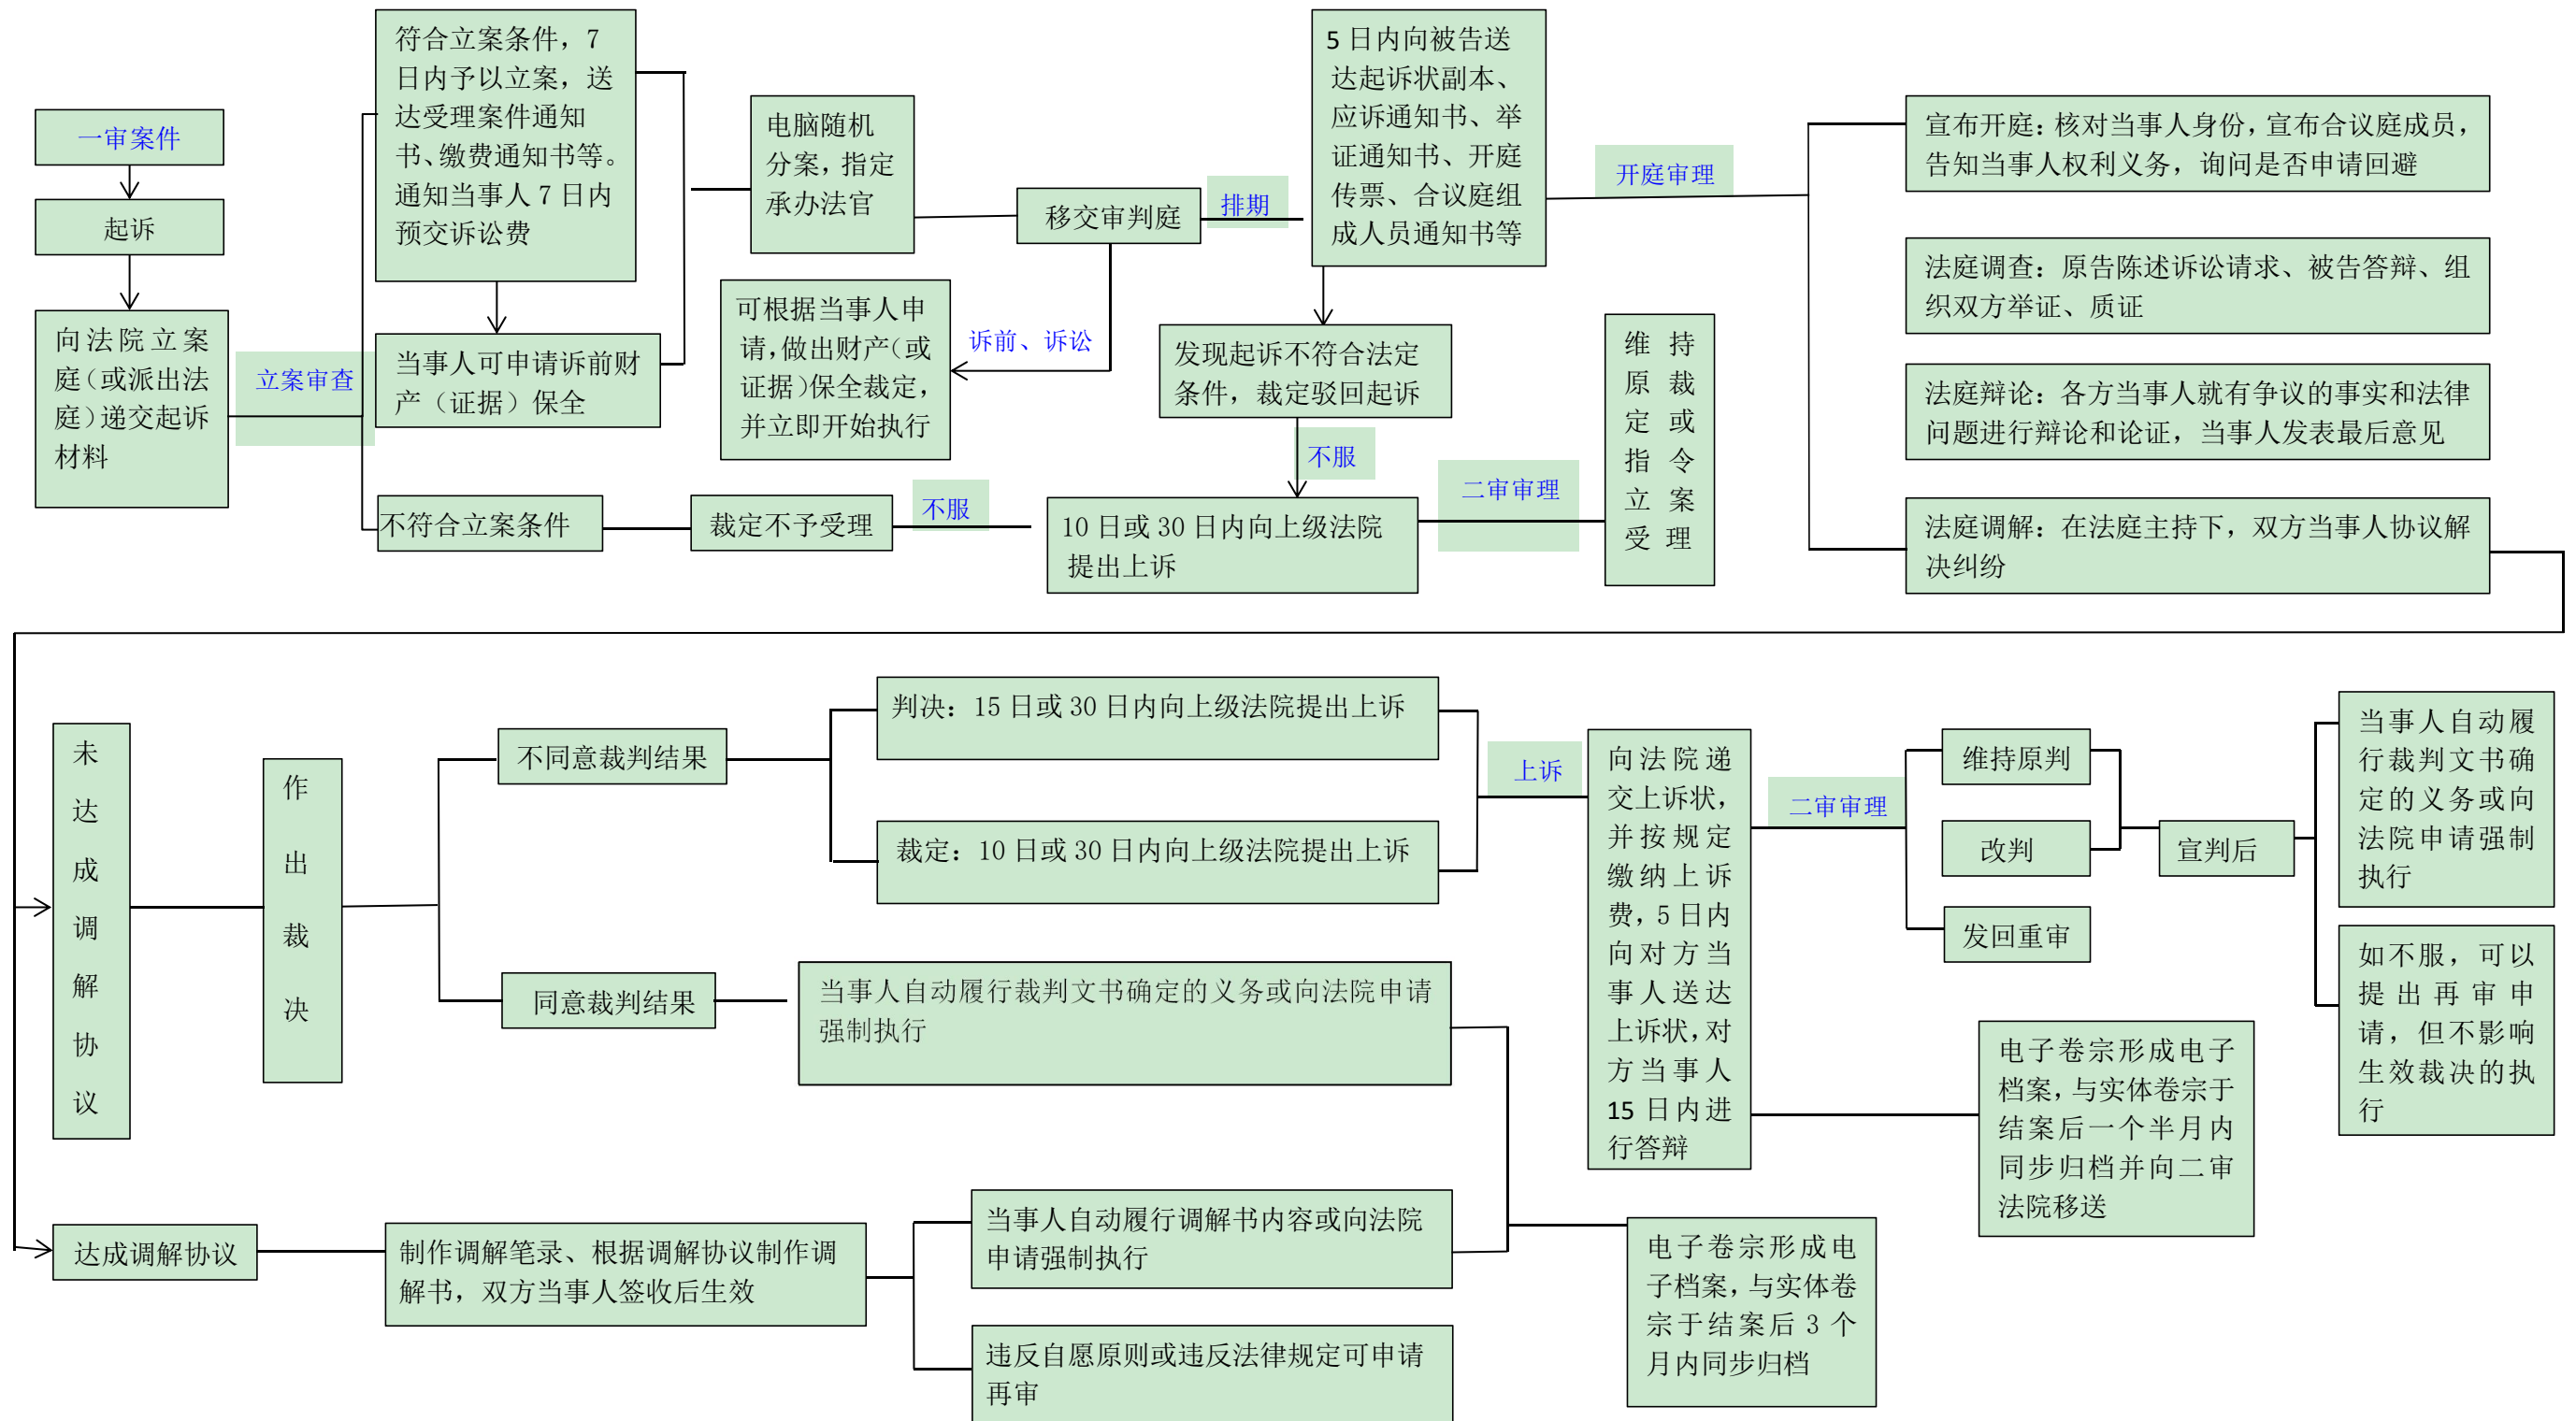 一审案件
起诉
向法院立案
庭（或派出法
庭）递交起诉
材料
立案审查
符合立案条件，7
日内予以立案，送
达受理案件通知
书、缴费通知书等。
通知当事人 7 日内
预交诉讼费
当事人可申请诉前财
产（证据）保全
不符合立案条件
裁定不予受理
不服
电脑随机
分案，指定
承办法官
移交审判庭
诉前、诉讼
可根据当事人申
请，做出财产（或
证据）保全裁定，
并立即开始执行
排期
5 日内向被告送
达起诉状副本、
应诉通知书、举
证通知书、开庭
传票、合议庭组
成人员通知书等
发现起诉不符合法定
条件，裁定驳回起诉
不服
10 日或 30 日内向上级法院
提出上诉
二审审理
维持
原裁
定或
指令
立案
受理
开庭审理
宣布开庭：核对当事人身份，宣布合议庭成员，
告知当事人权利义务，询问是否申请回避
法庭调查：原告陈述诉讼请求、被告答辩、组
织双方举证、质证
法庭辩论：各方当事人就有争议的事实和法律
问题进行辩论和论证，当事人发表最后意见
法庭调解：在法庭主持下，双方当事人协议解
决纠纷
未达成调解协议
作出裁决
不同意裁判结果
判决：15 日或 30 日内向上级法院提出上诉
裁定：10 日或 30 日内向上级法院提出上诉
同意裁判结果
当事人自动履行裁判文书确定的义务或向法院申请
强制执行
上诉
向法院递
交上诉状，
并按规定
缴纳上诉
费，5 日内
向对方当
事人送达
上诉状，对
方当事人
15 日内进
行答辩
二审审理
维持原判
改判
发回重审
宣判后
当事人自动履
行裁判文书确
定的义务或向
法院申请强制
执行
如不服，可以
提出再审申
请，但不影响
生效裁决的执
行
电子卷宗形成电子
档案，与实体卷宗于
结案后一个半月内
同步归档并向二审
法院移送
达成调解协议
制作调解笔录、根据调解协议制作调
解书，双方当事人签收后生效
当事人自动履行调解书内容或向法院
申请强制执行
违反自愿原则或违反法律规定可申请
再审
电子卷宗形成电
子档案，与实体卷
宗于结案后 3 个
月内同步归档